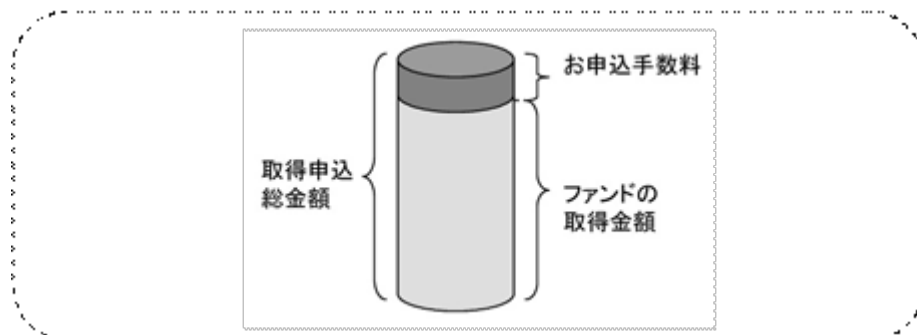 お申込手数料
取得申込
総金額
ファンドの
取得金額